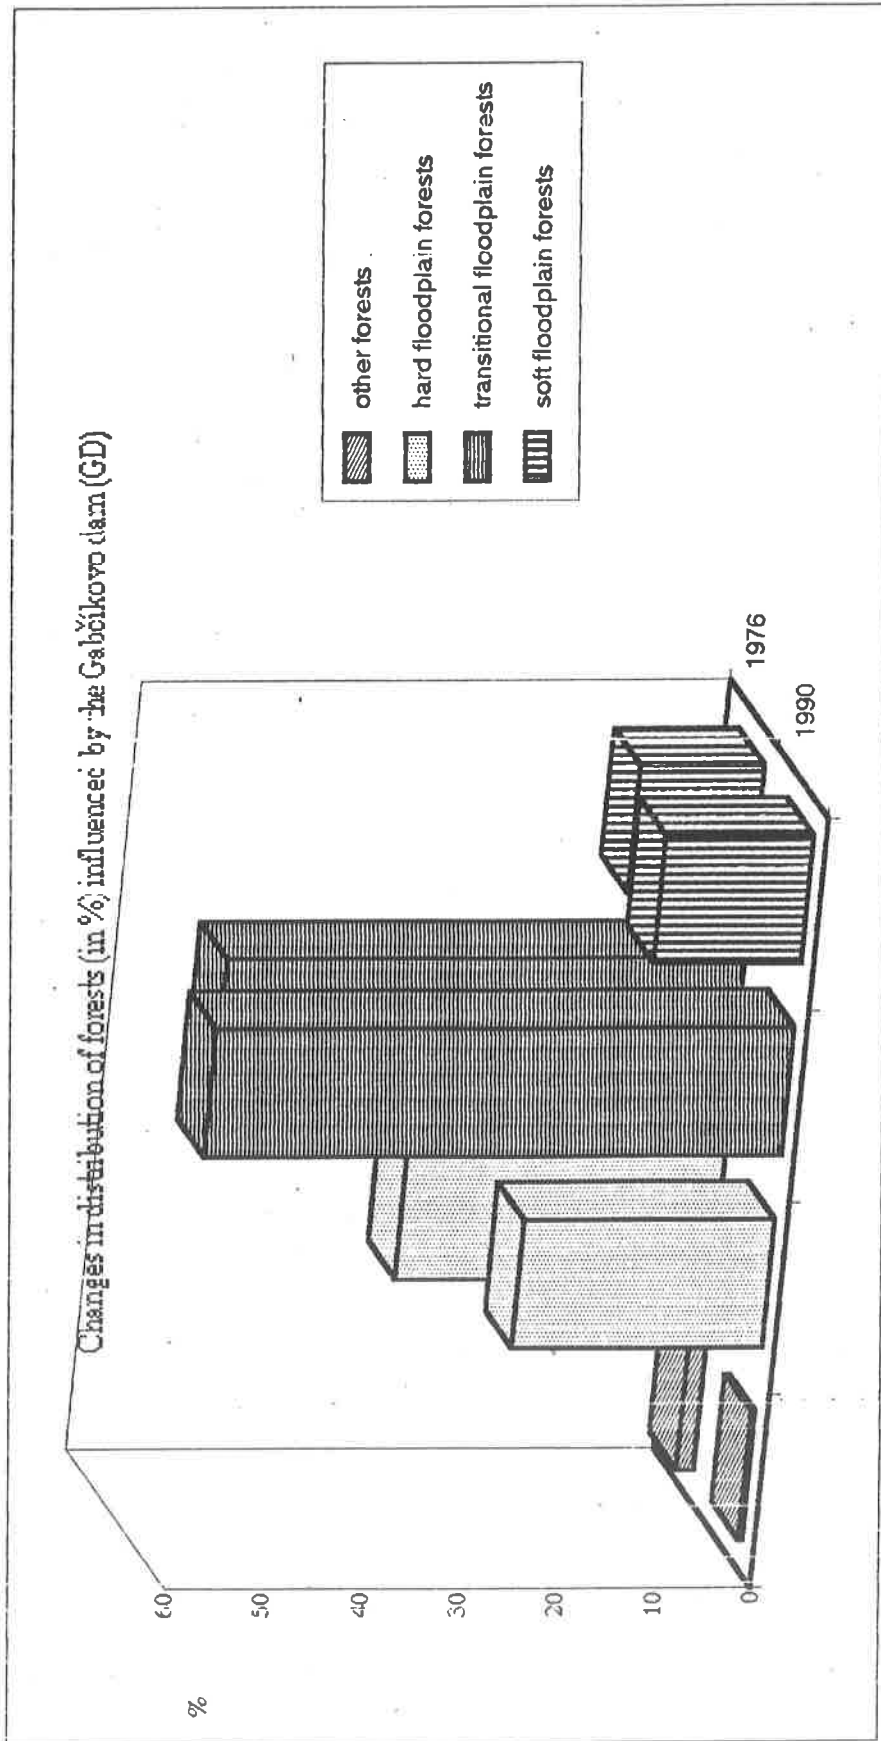 Changes in distribution of forests (in %) influenced by the Gabčíkovo dam (GD)
%
60
50
40
30
20
10
0
1976
1990
other forests
hard floodplain forests
transitional floodplain forests
soft floodplain forests